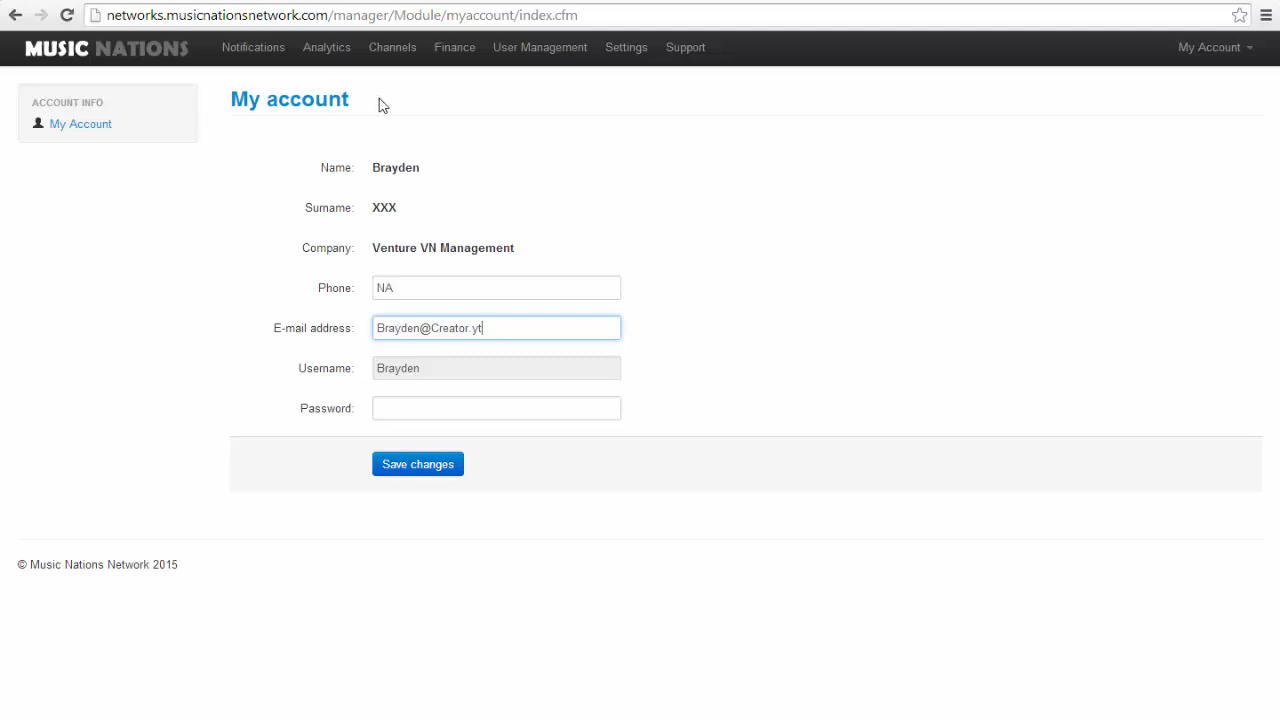 networks.musicnationsnetwork.com/manager/Module/myaccount/index.cfm
MUSIC NATIONS Notifications Analytics Channels Finance User Management Settings Support My Account
ACCOUNT INFO
My Account
My account
Name: Brayden
Surname: XXX
Company: Venture VN Management
Phone: NA
E-mail address: Brayden@Creator.yt
Username: Brayden
Password:
Save changes
© Music Nations Network 2015